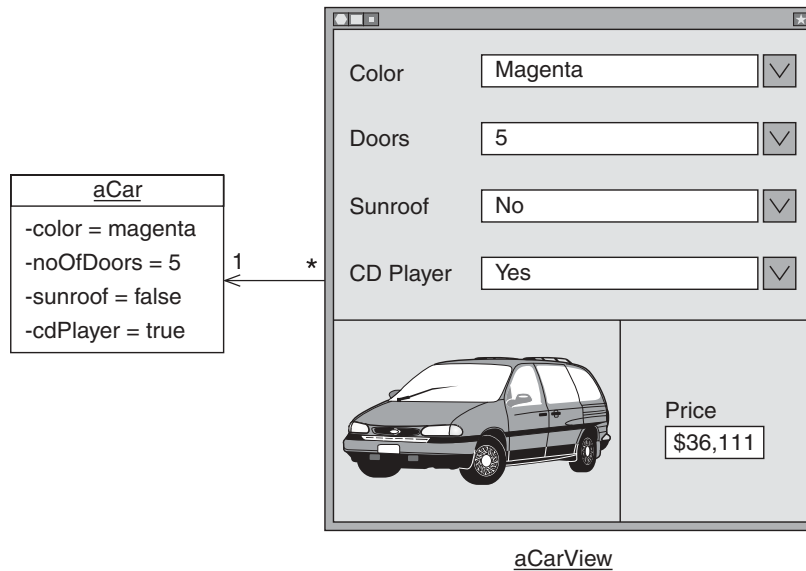 Color
Magenta
Doors
5
Sunroof
No
CD Player
Yes
aCar
-color = magenta
-noOfDoors = 5
-sunroof = false
-cdPlayer = true
1
*
Price
$36,111
aCarView